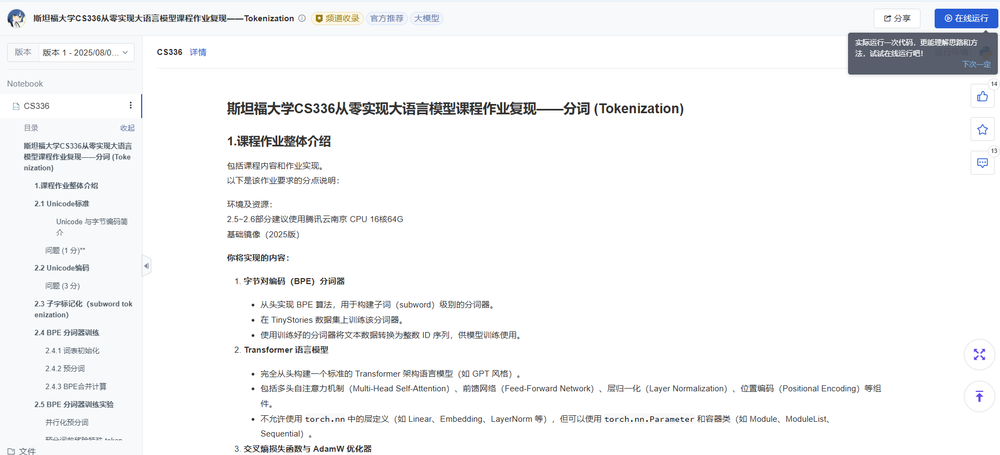 斯坦福大学CS336从零实现大语言模型课程作业复现——Tokenization
频道收录
官方推荐
大模型
分享
在线运行
实际运行一次代码，更能理解思路和方
法，试试在线运行吧！
运行环境：
下次一定
版本
版本 1 - 2025/08/0...
Notebook
CS336
目录
收起
斯坦福大学CS336从零实现大语言
模型课程作业复现——分词 (Toke
nization)
1.课程作业整体介绍
2.1 Unicode标准
Unicode 与字节编码简
介
问题 (1 分)**
2.2 Unicode编码
问题 (3 分)
2.3 子字标记化（subword tok
enization）
2.4 BPE 分词器训练
2.4.1 词表初始化
2.4.2 预分词
2.4.3 BPE合并计算
2.5 BPE 分词器训练实验
并行化预分词
预分词前移除特殊 token
文件
CS336
详情
斯坦福大学CS336从零实现大语言模型课程作业复现——分词 (Tokenization)
1.课程作业整体介绍
包括课程内容和作业实现。
以下是该作业要求的分点说明：
环境及资源：
2.5~2.6部分建议使用腾讯云南京 CPU 16核64G
基础镜像（2025版）
你将实现的内容：
1. 字节对编码（BPE）分词器
• 从头实现 BPE 算法，用于构建子词（subword）级别的分词器。
• 在 TinyStories 数据集上训练该分词器。
• 使用训练好的分词器将文本数据转换为整数 ID 序列，供模型训练使用。
2. Transformer 语言模型
• 完全从头构建一个标准的 Transformer 架构语言模型（如 GPT 风格）。
• 包括多头自注意力机制（Multi-Head Self-Attention）、前馈网络（Feed-Forward Network）、层归一化（Layer Normalization）、位置编码（Positional Encoding）等组
件。
• 不允许使用 torch.nn 中的层定义（如 Linear、Embedding、LayerNorm 等），但可以使用 torch.nn.Parameter 和容器类（如 Module、ModuleList、
Sequential）。
3. 交叉熵损失函数与 AdamW 优化器
14
13